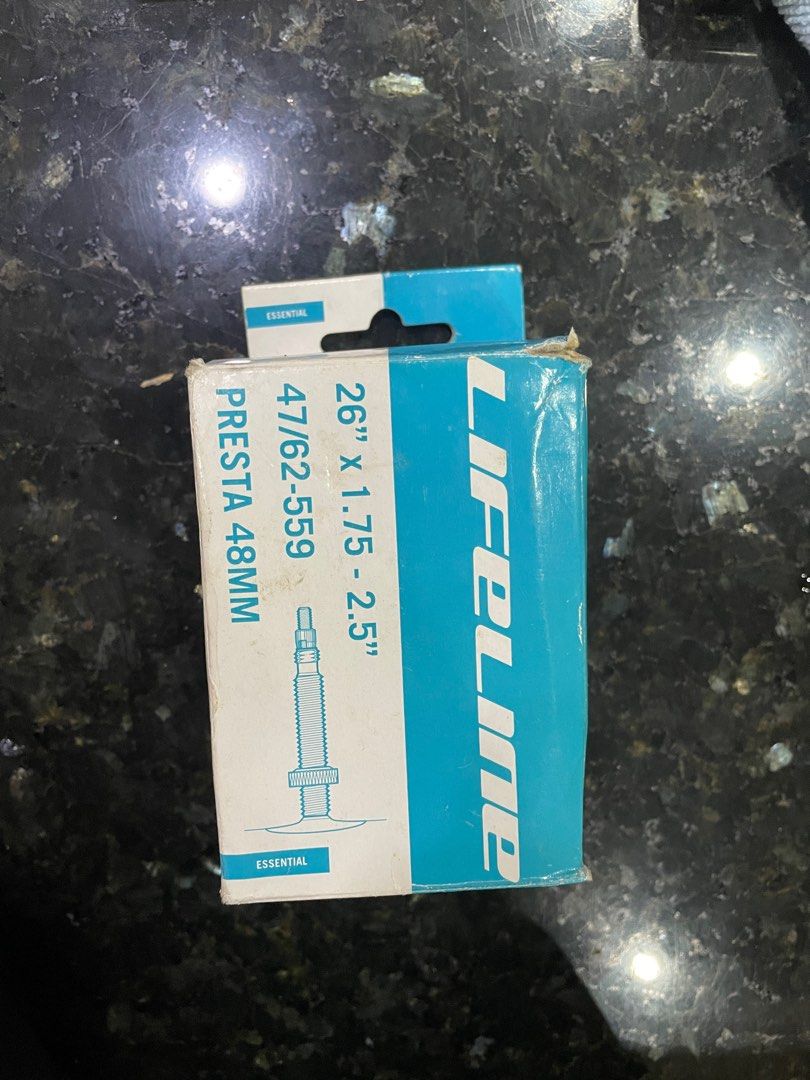 ESSENTIAL
LIFELINE
26” x 1.75 - 2.5”
47/62-559
PRESTA 48MM
ESSENTIAL